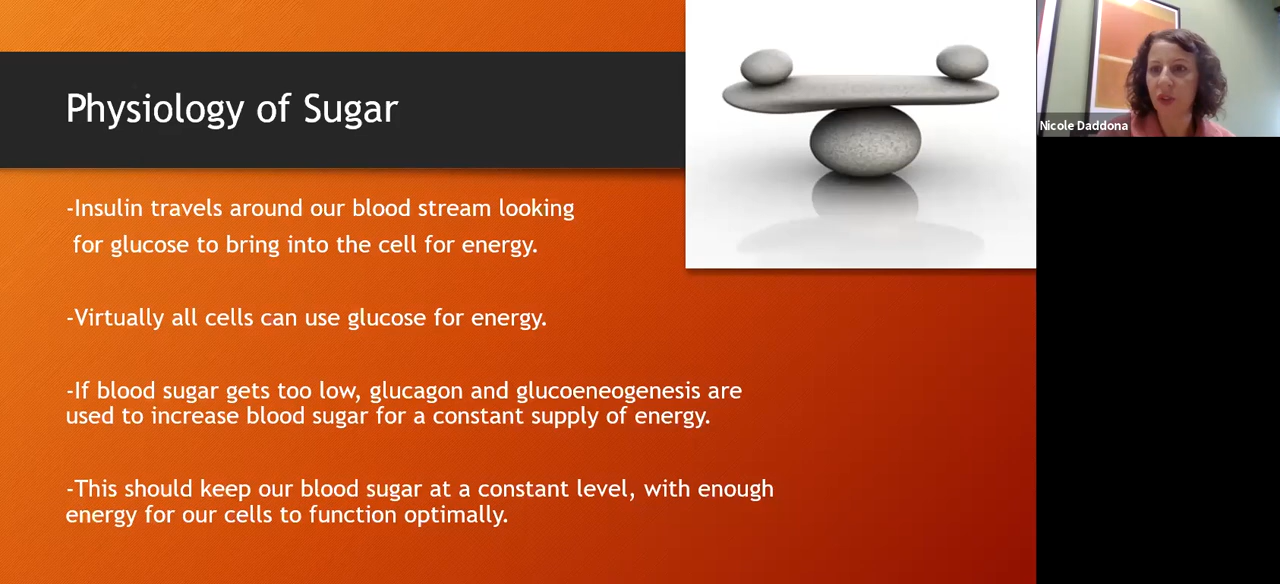 Physiology of Sugar
-Insulin travels around our blood stream looking
for glucose to bring into the cell for energy.
-Virtually all cells can use glucose for energy.
-If blood sugar gets too low, glucagon and glucoeneogenesis are
used to increase blood sugar for a constant supply of energy.
-This should keep our blood sugar at a constant level, with enough
energy for our cells to function optimally.
Nicole Daddona